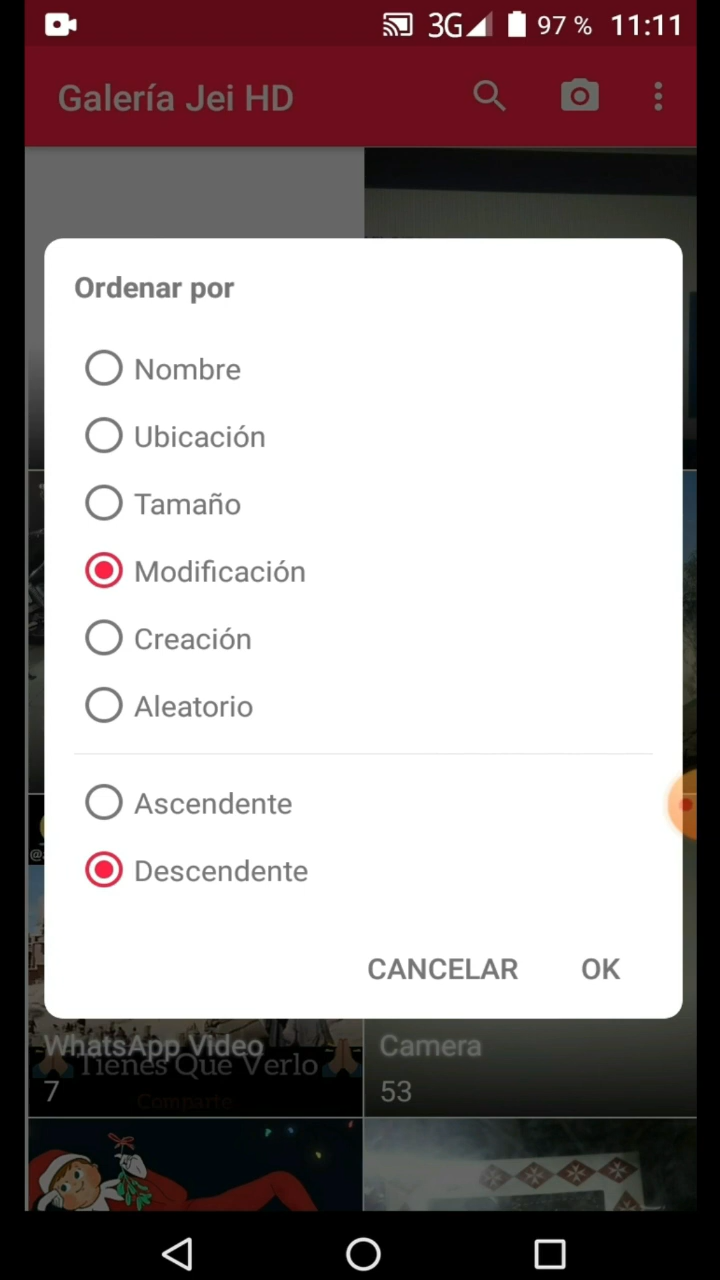 3G 97 % 11:11
Galería Jei HD
Ordenar por
Nombre
Ubicación
Tamaño
Modificación
Creación
Aleatorio
Ascendente
Descendente
CANCELAR OK
WhatsApp Video Camera
Tienes Que Verlo
7 53
Comparte